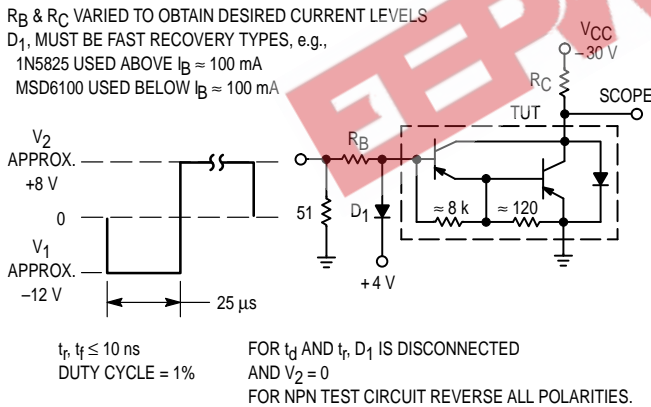 R_B & R_C VARIED TO OBTAIN DESIRED CURRENT LEVELS
D_1, MUST BE FAST RECOVERY TYPES, e.g.,
1N5825 USED ABOVE I_B ≈ 100 mA
MSD6100 USED BELOW I_B ≈ 100 mA
EEPW
V_CC
–30 V
R_C
SCOPE
TUT
V_2
APPROX.
+8 V
0
V_1
APPROX.
–12 V
25 µs
R_B
51
D_1
+4 V
≈ 8 k
≈ 120
t_r, t_f ≤ 10 ns
DUTY CYCLE = 1%
FOR t_d AND t_r, D_1 IS DISCONNECTED
AND V_2 = 0
FOR NPN TEST CIRCUIT REVERSE ALL POLARITIES.